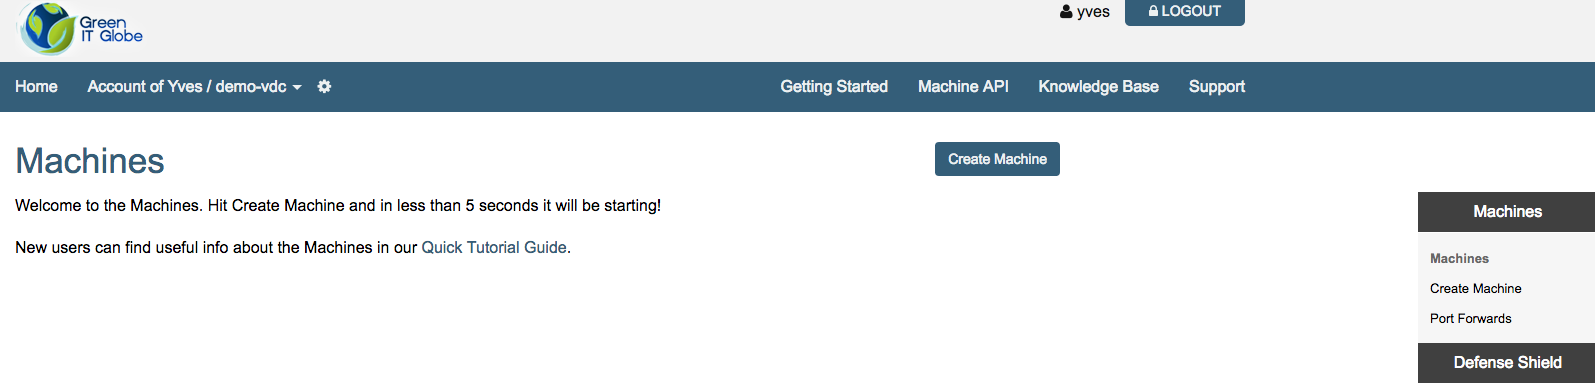 Green
IT Globe
yves
LOGOUT
Home
Account of Yves / demo-vdc
Getting Started
Machine API
Knowledge Base
Support
Machines
Create Machine
Welcome to the Machines. Hit Create Machine and in less than 5 seconds it will be starting!
New users can find useful info about the Machines in our Quick Tutorial Guide.
Machines
Machines
Create Machine
Port Forwards
Defense Shield